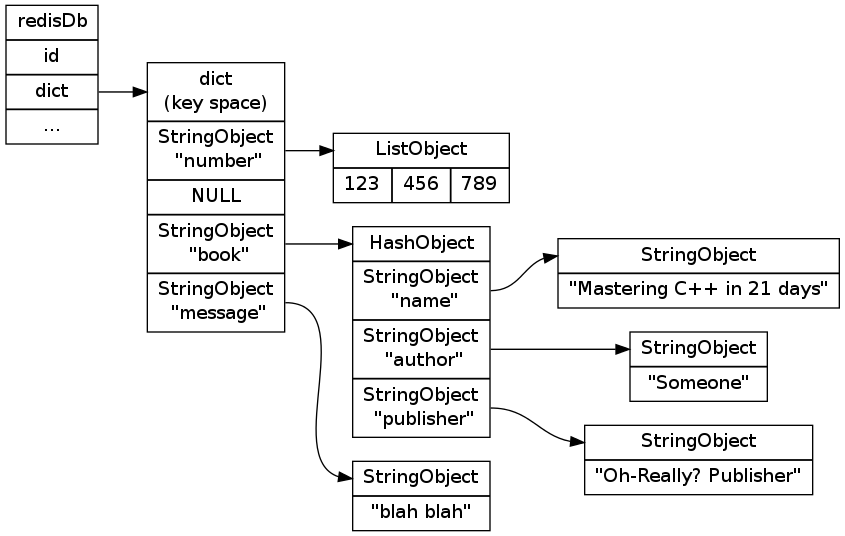 redisDb
id
dict
...
dict
(key space)
StringObject
"number"
NULL
StringObject
"book"
StringObject
"message"
ListObject
123 456 789
HashObject
StringObject
"name"
StringObject
"author"
StringObject
"publisher"
StringObject
"Mastering C++ in 21 days"
StringObject
"Someone"
StringObject
"Oh-Really? Publisher"
StringObject
"blah blah"